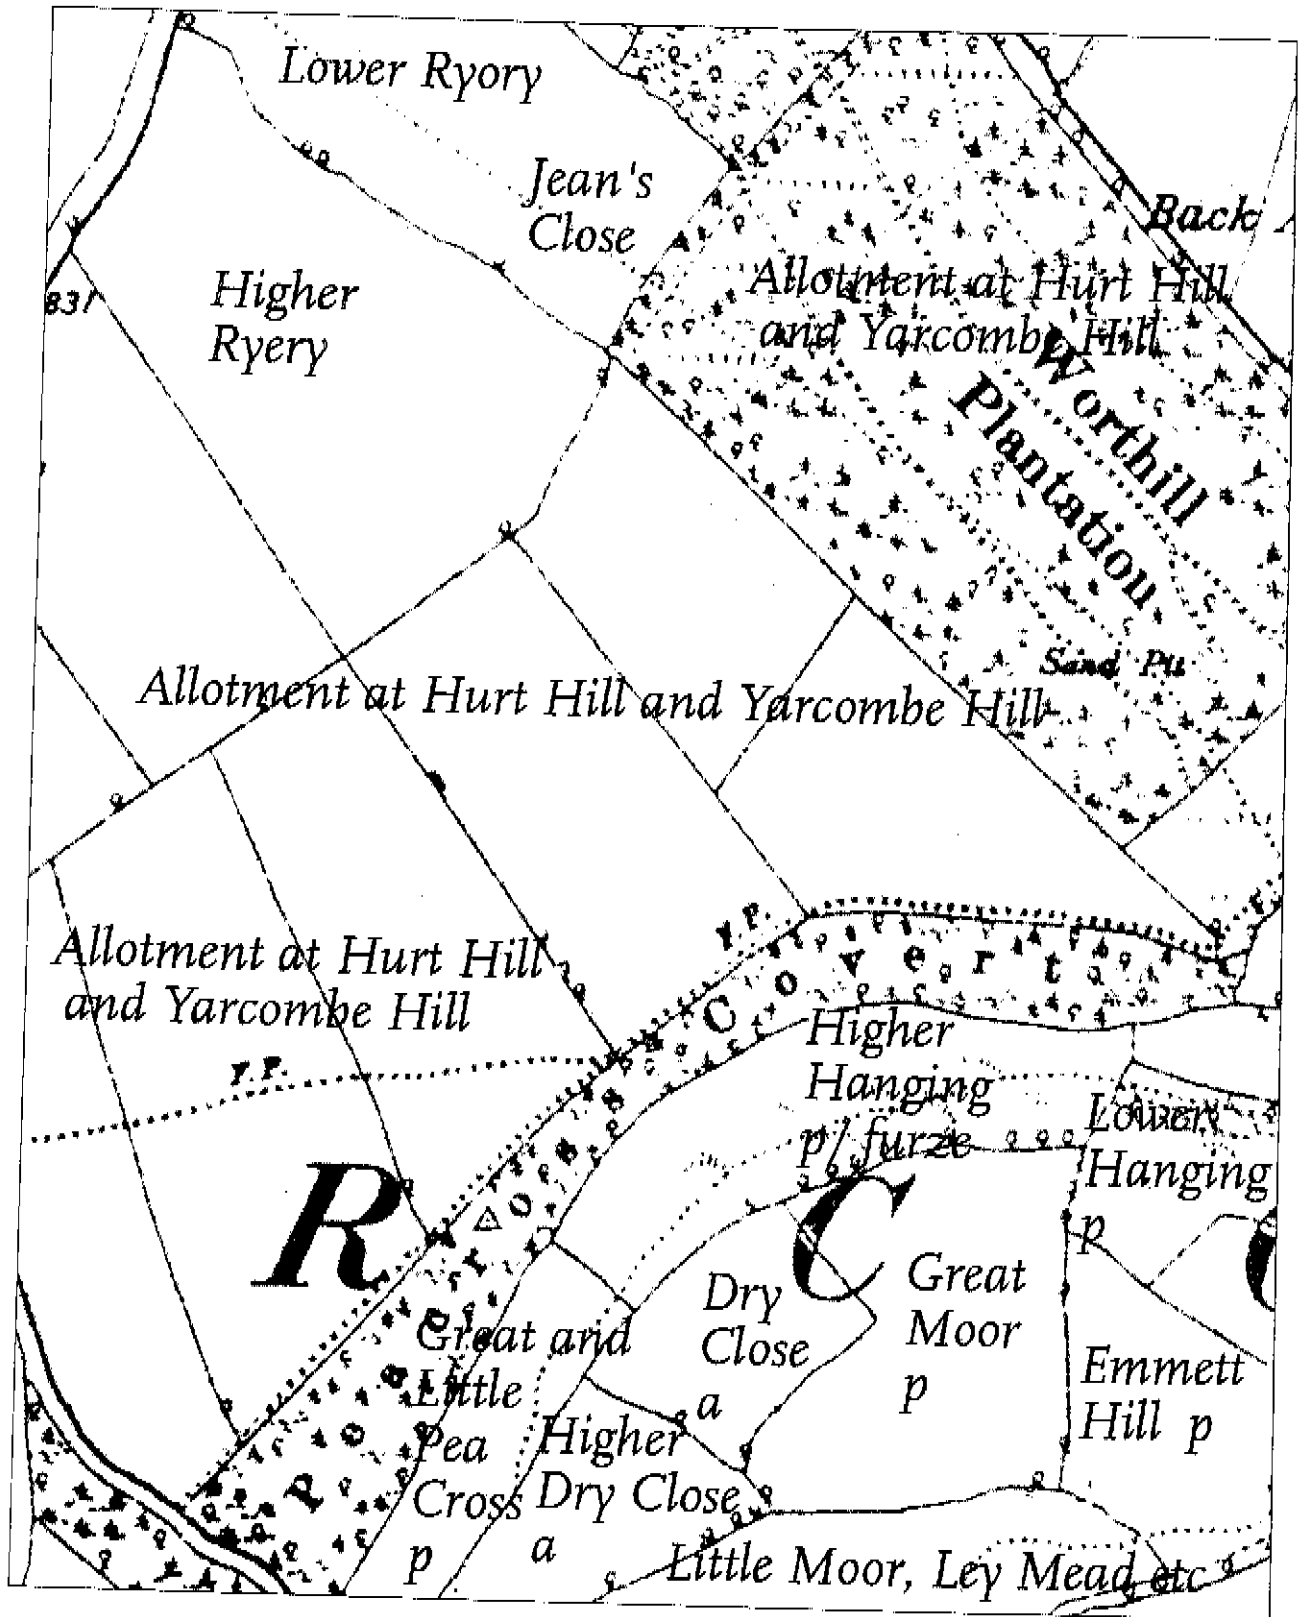 Lower Ryory
Jean's
Close
Back
Higher
Ryery
831
Allotment at Hurt Hill
and Yarcombe Hill
Worthill
Plantation
Sand Pit
Allotment at Hurt Hill and Yarcombe Hill
Allotment at Hurt Hill
and Yarcombe Hill
F.P.
F.P.
Covert
Higher
Hanging
p/ furze
Lower
Hanging
p
R
C
Dry
Close
a
Great
Moor
p
Emmett
Hill p
Great and
Little
Pea
Cross
p
Higher
Dry Close
a
Little Moor, Ley Mead etc